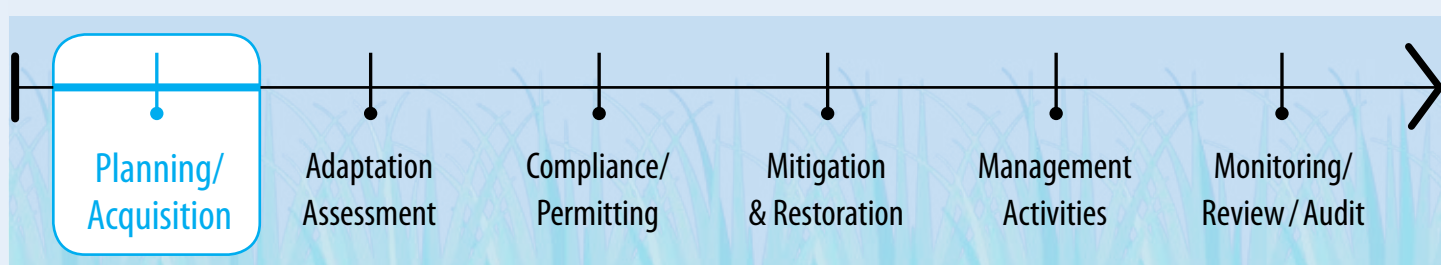 Planning/
Acquisition
Adaptation
Assessment
Compliance/
Permitting
Mitigation
& Restoration
Management
Activities
Monitoring/
Review / Audit